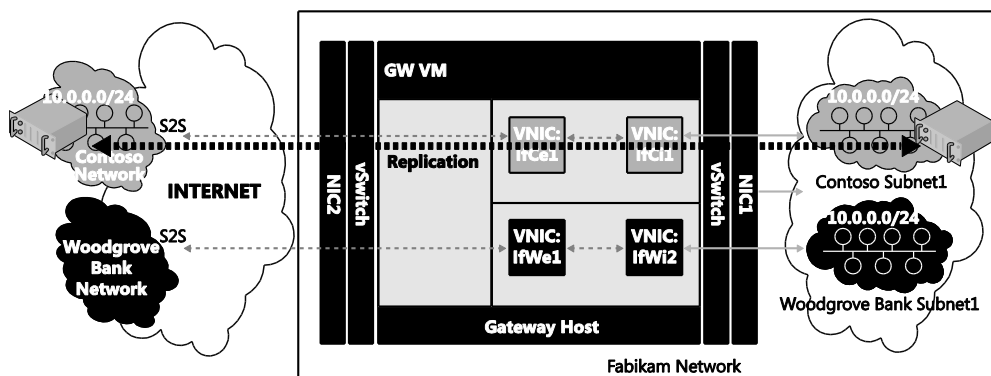 10.0.0.0/24
S2S
Contoso
Network
INTERNET
S2S
Woodgrove
Bank
Network
NIC2
vSwitch
GW VM
Replication
VNIC:
IfCe1
VNIC:
IfCI1
VNIC:
IfWe1
VNIC:
IfWi2
Gateway Host
vSwitch
NIC1
10.0.0.0/24
Contoso Subnet1
10.0.0.0/24
Woodgrove Bank Subnet1
Fabikam Network